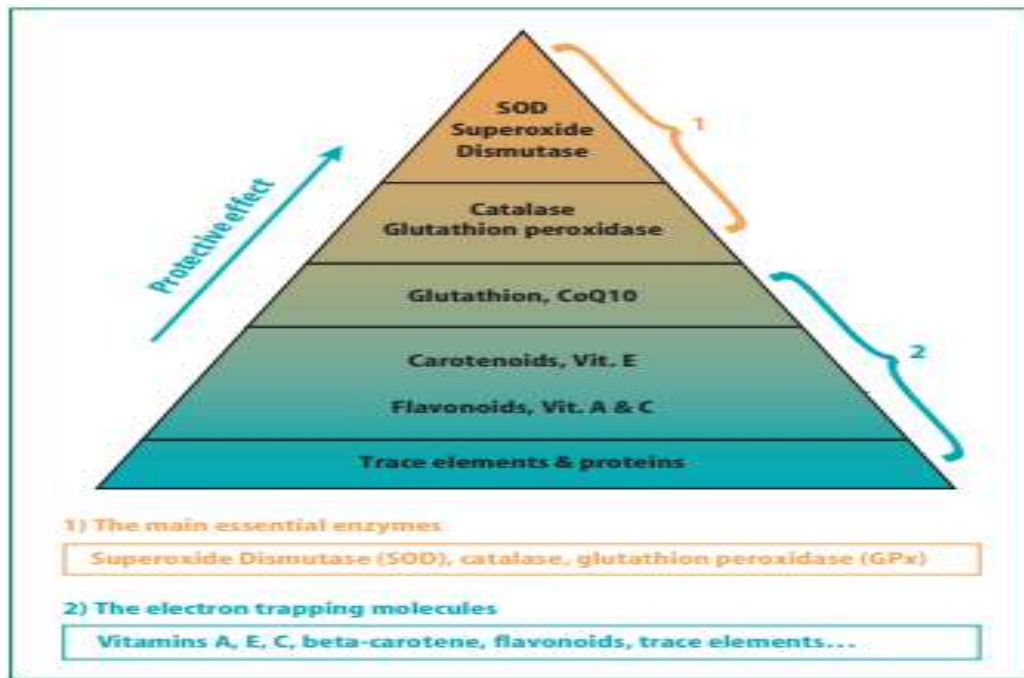 SOD
Superoxide
Dismutase
1
Catalase
Glutathion peroxidase
Protective effect
Glutathion, CoQ10
2
Carotenoids, Vit. E
Flavonoids, Vit. A & C
Trace elements & proteins
1) The main essential enzymes
Superoxide Dismutase (SOD), catalase, glutathion peroxidase (GPx)
2) The electron trapping molecules
Vitamins A, E, C, beta-carotene, flavonoids, trace elements...